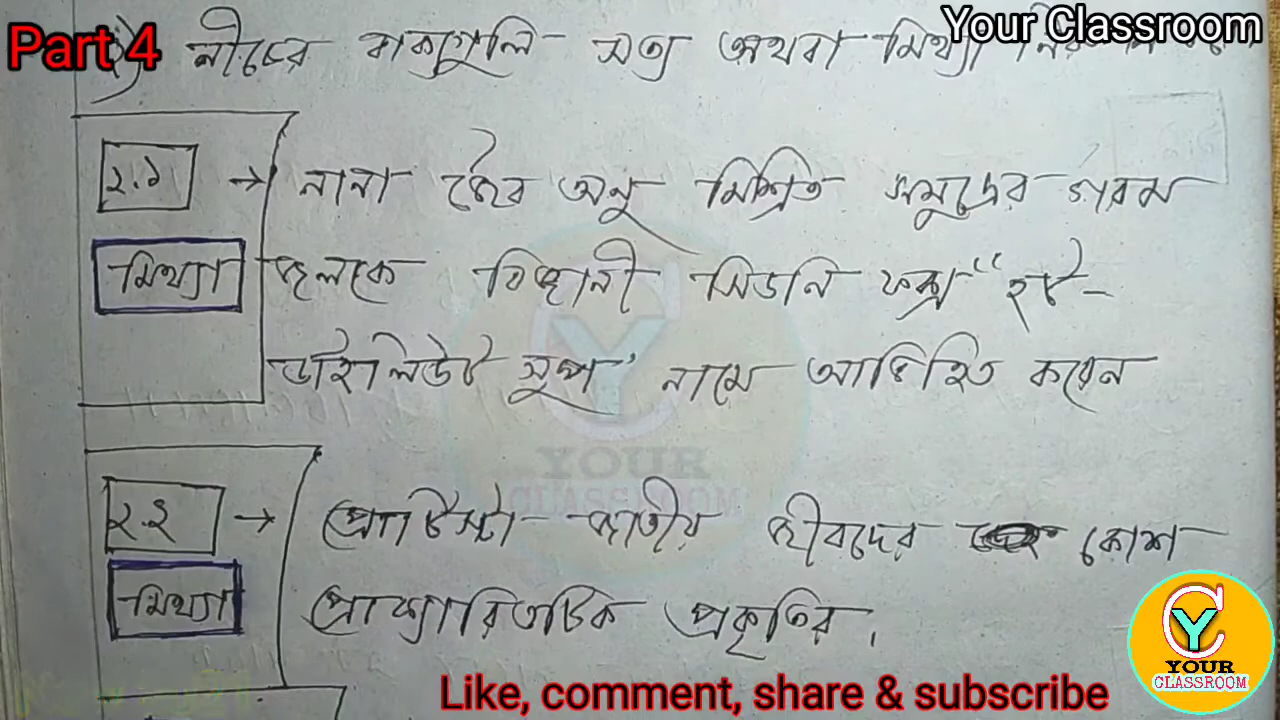 Part 4
Your Classroom
২) নীচের বাক্যগুলি সত্য অথবা মিথ্যা
২.১ → নানা জৈব অনু মিশ্রিত সমুদ্রের গরম
মিথ্যা জলকে বিজ্ঞানী সিডনি ফক্স "হট-
ডাইলিউট সুপ" নামে অভিহিত করেন
YOUR
CLASSROOM
২.২ → প্রোটিস্টা জাতীয় জীবদের কোশ
মিথ্যা প্রোক্যারিওটিক প্রকৃতির।
YOUR
CLASSROOM
Like, comment, share & subscribe